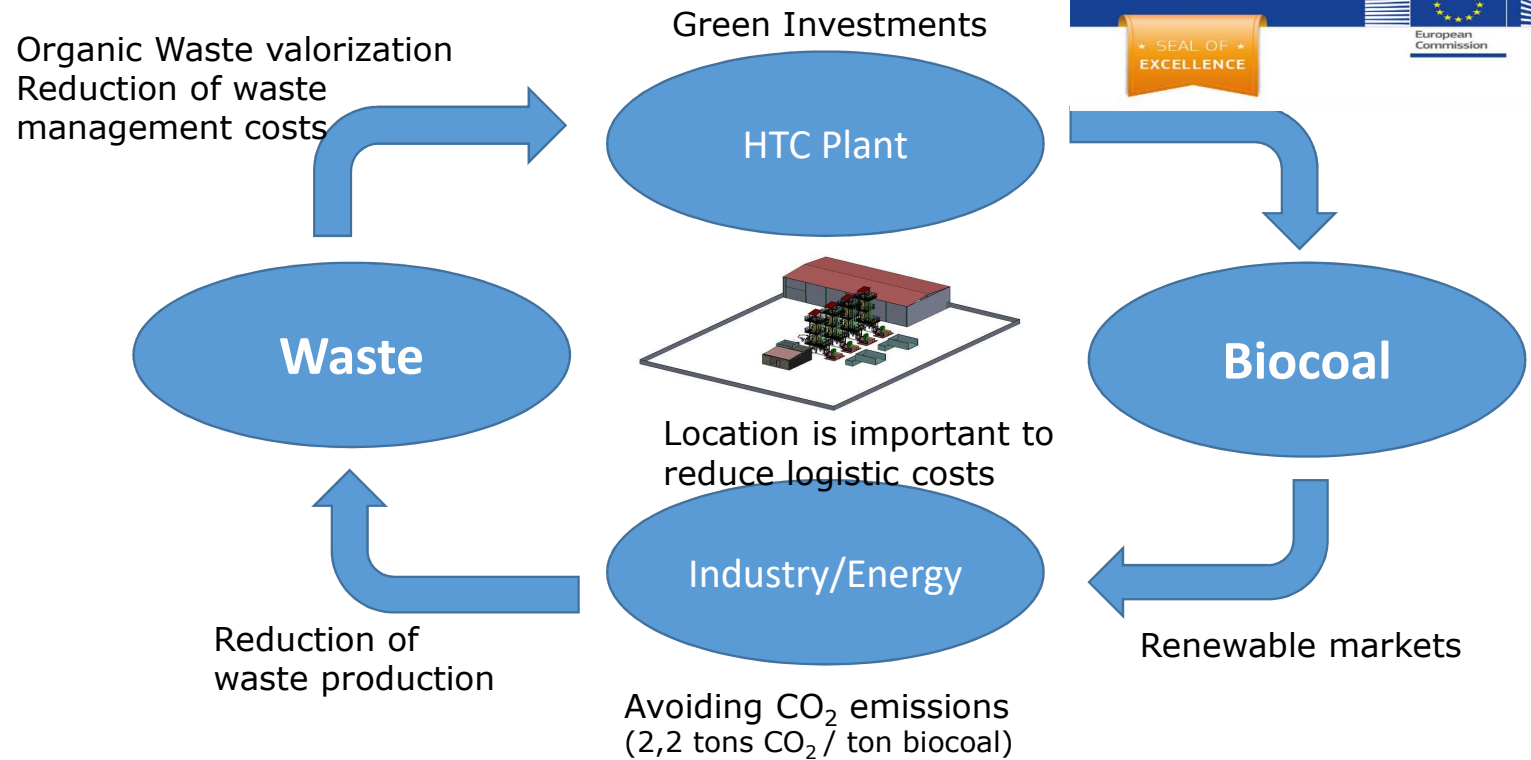 Green Investments
Organic Waste valorization
Reduction of waste
management costs
★ SEAL OF ★
EXCELLENCE
European
Commission
HTC Plant
Waste
Biocoal
Location is important to
reduce logistic costs
Industry/Energy
Reduction of
waste production
Renewable markets
Avoiding CO₂ emissions
(2,2 tons CO₂ / ton biocoal)